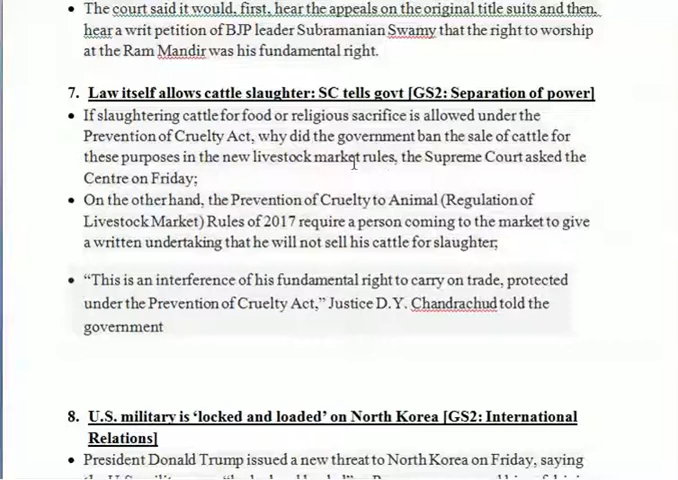 • The court said it would, first, hear the appeals on the original title suits and then,
hear a writ petition of BJP leader Subramanian Swamy that the right to worship
at the Ram Mandir was his fundamental right.
7. Law itself allows cattle slaughter: SC tells govt [GS2: Separation of power]
• If slaughtering cattle for food or religious sacrifice is allowed under the
Prevention of Cruelty Act, why did the government ban the sale of cattle for
these purposes in the new livestock market rules, the Supreme Court asked the
Centre on Friday;
• On the other hand, the Prevention of Cruelty to Animal (Regulation of
Livestock Market) Rules of 2017 require a person coming to the market to give
a written undertaking that he will not sell his cattle for slaughter;
• “This is an interference of his fundamental right to carry on trade, protected
under the Prevention of Cruelty Act,” Justice D.Y. Chandrachud told the
government
8. U.S. military is ‘locked and loaded’ on North Korea [GS2: International
Relations]
• President Donald Trump issued a new threat to North Korea on Friday, saying